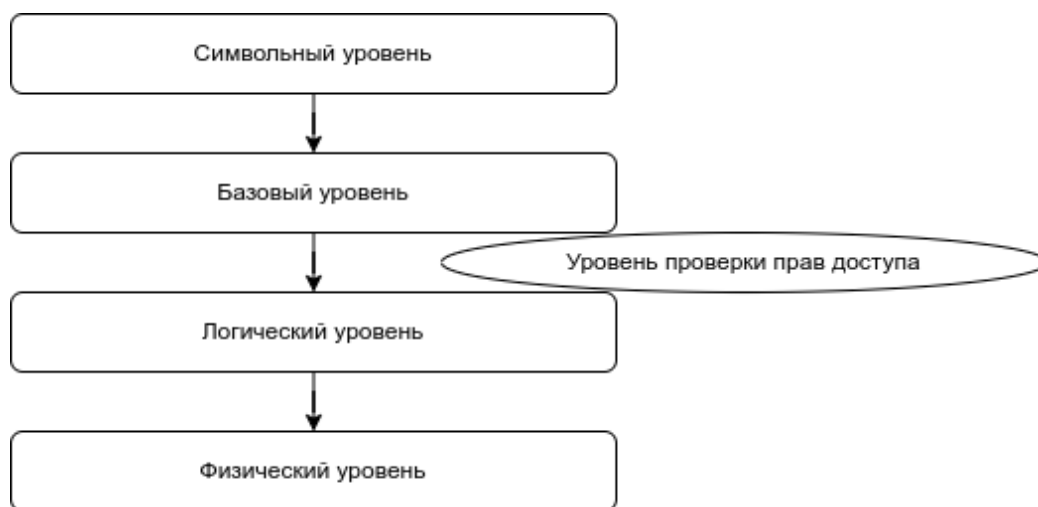 Символьный уровень
Базовый уровень
Уровень проверки прав доступа
Логический уровень
Физический уровень